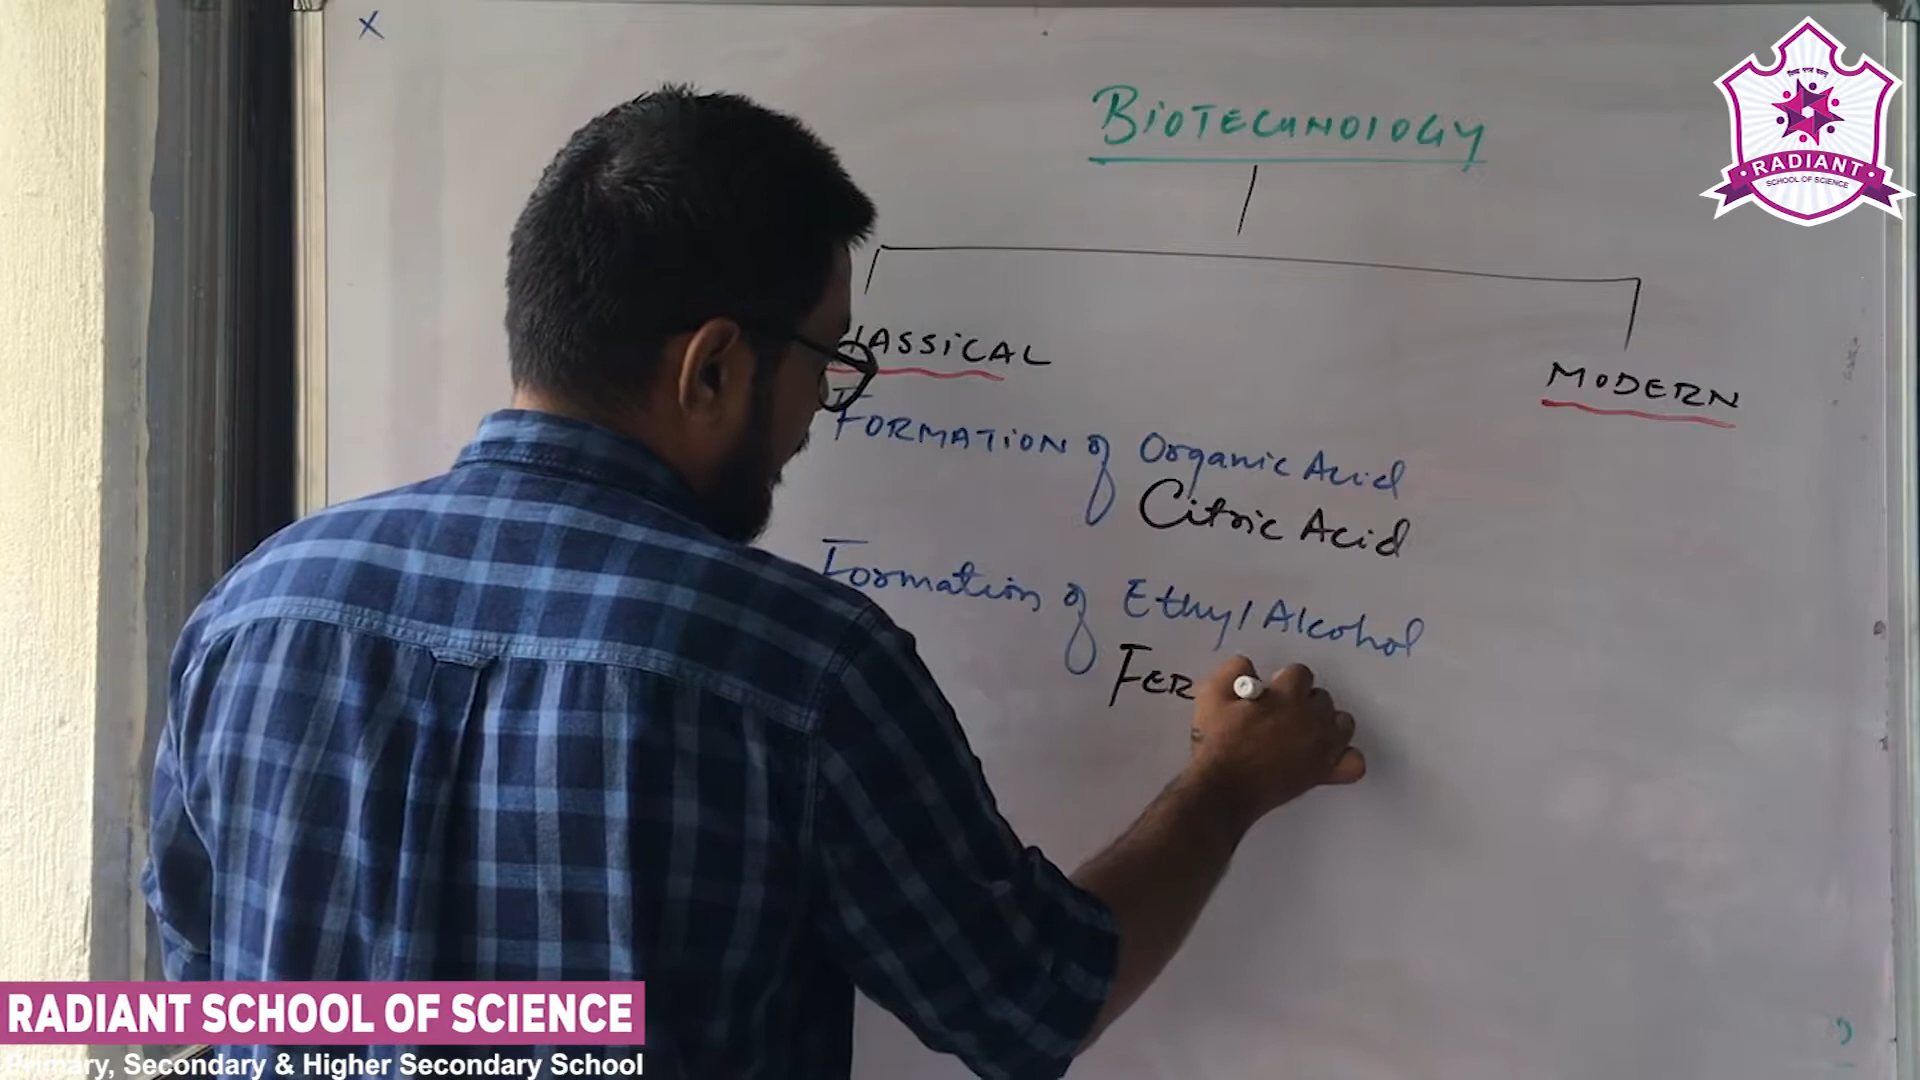 X
BIOTECHNOLOGY
CLASSICAL
MODERN
FORMATION of Organic Acid
Citric Acid
Formation of Ethyl Alcohol
FER
RADIANT
SCHOOL OF SCIENCE
RADIANT SCHOOL OF SCIENCE
Primary, Secondary & Higher Secondary School